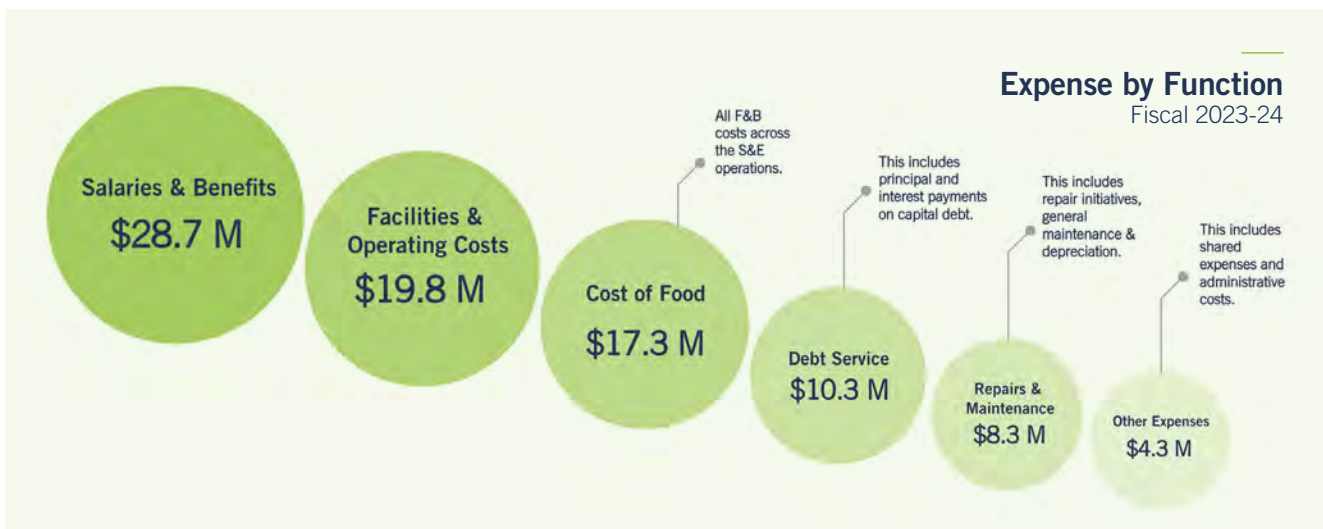 Expense by Function
Fiscal 2023-24
Salaries & Benefits
$28.7 M
Facilities &
Operating Costs
$19.8 M
All F&B
costs across
the S&E
operations.
Cost of Food
$17.3 M
This includes
principal and
interest payments
on capital debt.
Debt Service
$10.3 M
This includes
repair initiatives,
general
maintenance &
depreciation.
Repairs &
Maintenance
$8.3 M
This includes
shared
expenses and
administrative
costs.
Other Expenses
$4.3 M